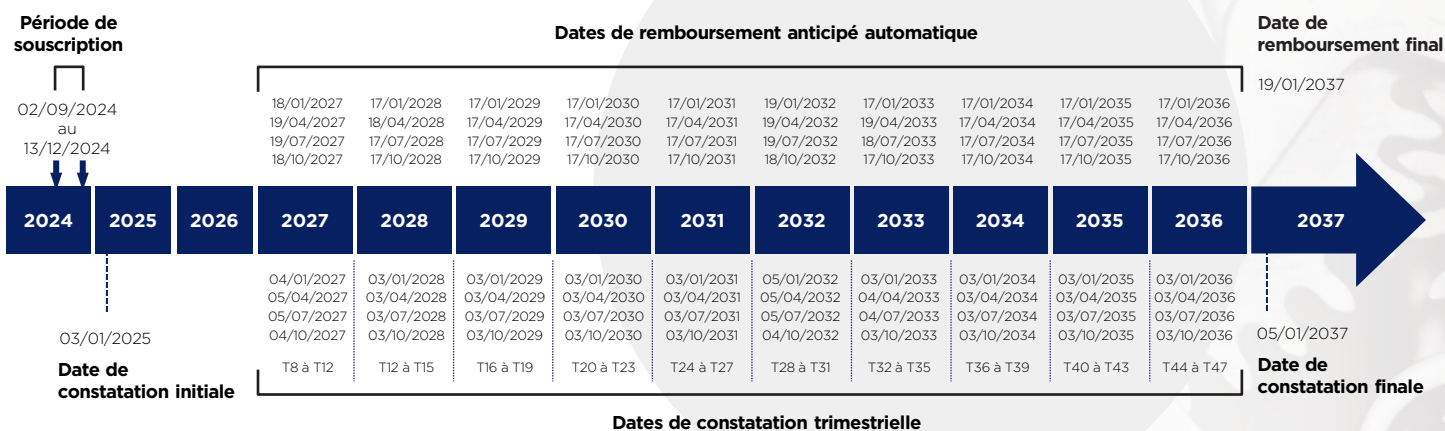 Période de
souscription
02/09/2024
au
13/12/2024
Dates de remboursement anticipé automatique
Date de
remboursement final
19/01/2037
18/01/2027 17/01/2028 17/01/2029 17/01/2030 17/01/2031 19/01/2032 17/01/2033 17/01/2034 17/01/2035 17/01/2036
19/04/2027 18/04/2028 17/04/2029 17/04/2030 17/04/2031 19/04/2032 19/04/2033 17/04/2034 17/04/2035 17/04/2036
19/07/2027 17/07/2028 17/07/2029 17/07/2030 17/07/2031 19/07/2032 18/07/2033 17/07/2034 17/07/2035 17/07/2036
18/10/2027 17/10/2028 17/10/2029 17/10/2030 17/10/2031 18/10/2032 17/10/2033 17/10/2034 17/10/2035 17/10/2036
2024 2025 2026 2027 2028 2029 2030 2031 2032 2033 2034 2035 2036 2037
04/01/2027 03/01/2028 03/01/2029 03/01/2030 03/01/2031 05/01/2032 03/01/2033 03/01/2034 03/01/2035 03/01/2036
05/04/2027 03/04/2028 03/04/2029 03/04/2030 03/04/2031 05/04/2032 04/04/2033 03/04/2034 03/04/2035 03/04/2036
05/07/2027 03/07/2028 03/07/2029 03/07/2030 03/07/2031 05/07/2032 04/07/2033 03/07/2034 03/07/2035 03/07/2036
04/10/2027 03/10/2028 03/10/2029 03/10/2030 03/10/2031 04/10/2032 03/10/2033 03/10/2034 03/10/2035 03/10/2036
T8 à T12 T12 à T15 T16 à T19 T20 à T23 T24 à T27 T28 à T31 T32 à T35 T36 à T39 T40 à T43 T44 à T47
03/01/2025
Date de
constatation initiale
05/01/2037
Date de
constatation finale
Dates de constatation trimestrielle